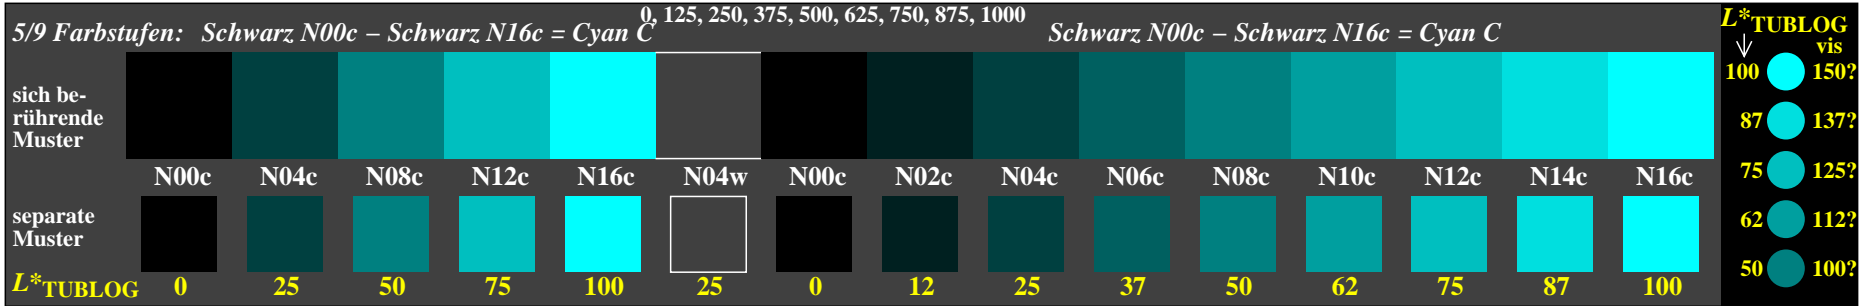 0, 125, 250, 375, 500, 625, 750, 875, 1000
5/9 Farbstufen: Schwarz N00c – Schwarz N16c = Cyan C
Schwarz N00c – Schwarz N16c = Cyan C
sich be-
rührende
Muster
N00c N04c N08c N12c N16c N04w N00c N02c N04c N06c N08c N10c N12c N14c N16c
separate
Muster
L*TUBLOG 0 25 50 75 100 25 0 12 25 37 50 62 75 87 100
L*TUBLOG
vis
100 150?
87 137?
75 125?
62 112?
50 100?